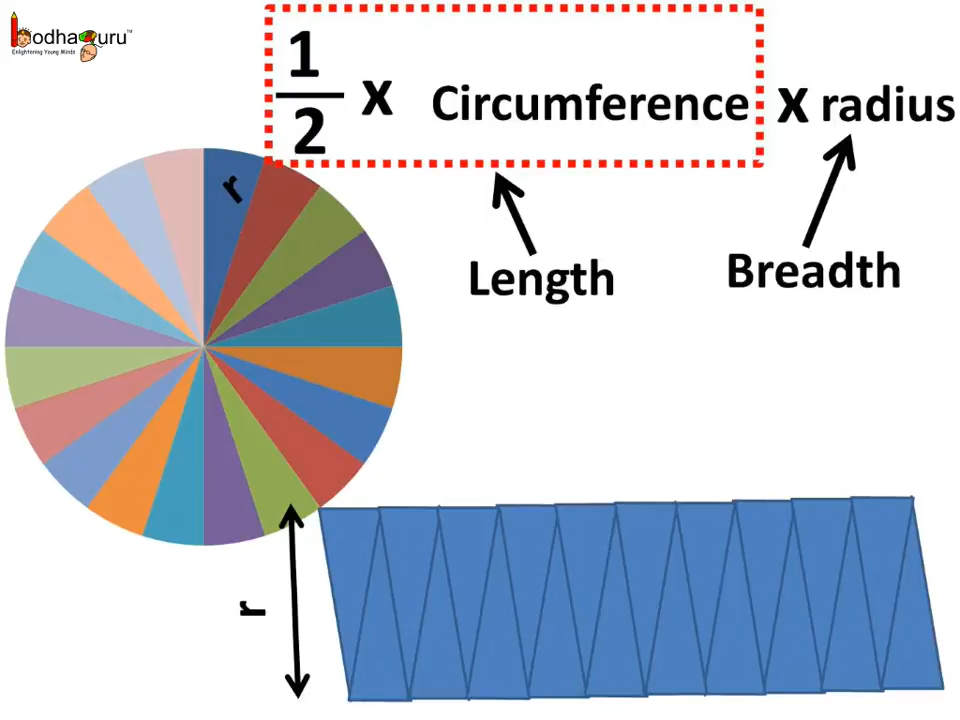 bodhaguru™
Enlightening Young Minds
1/2 x Circumference x radius
r
Length
Breadth
r